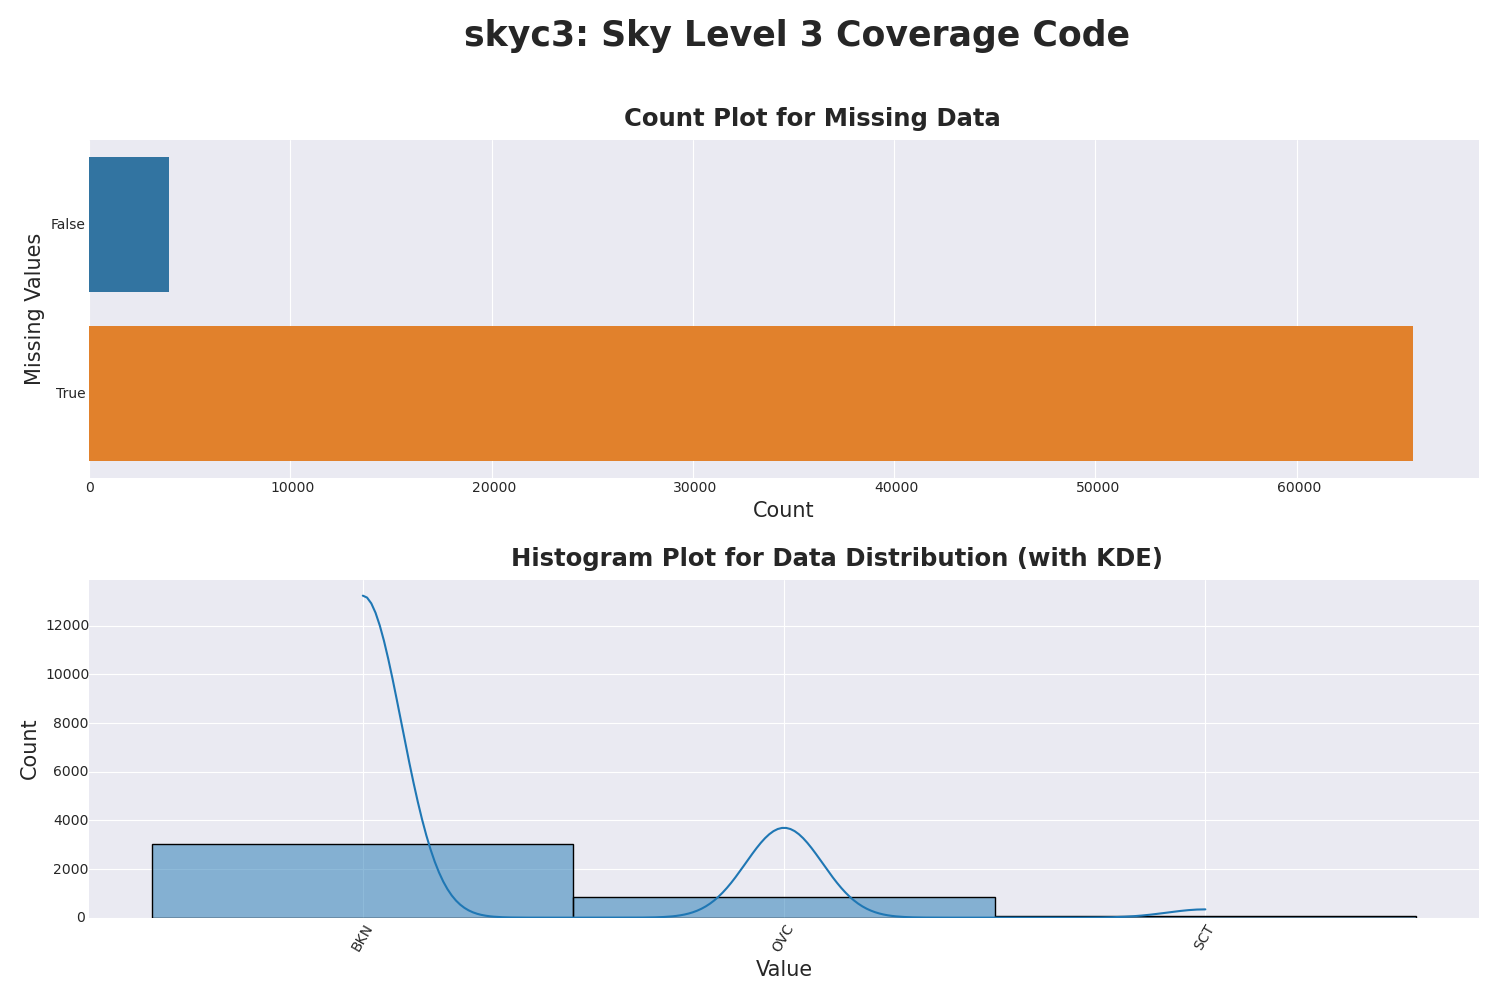 skyc3: Sky Level 3 Coverage Code
Count Plot for Missing Data
Missing Values
False
True
0 10000 20000 30000 40000 50000 60000
Count
Histogram Plot for Data Distribution (with KDE)
Count
12000
10000
8000
6000
4000
2000
0
BKN OVC SCT
Value